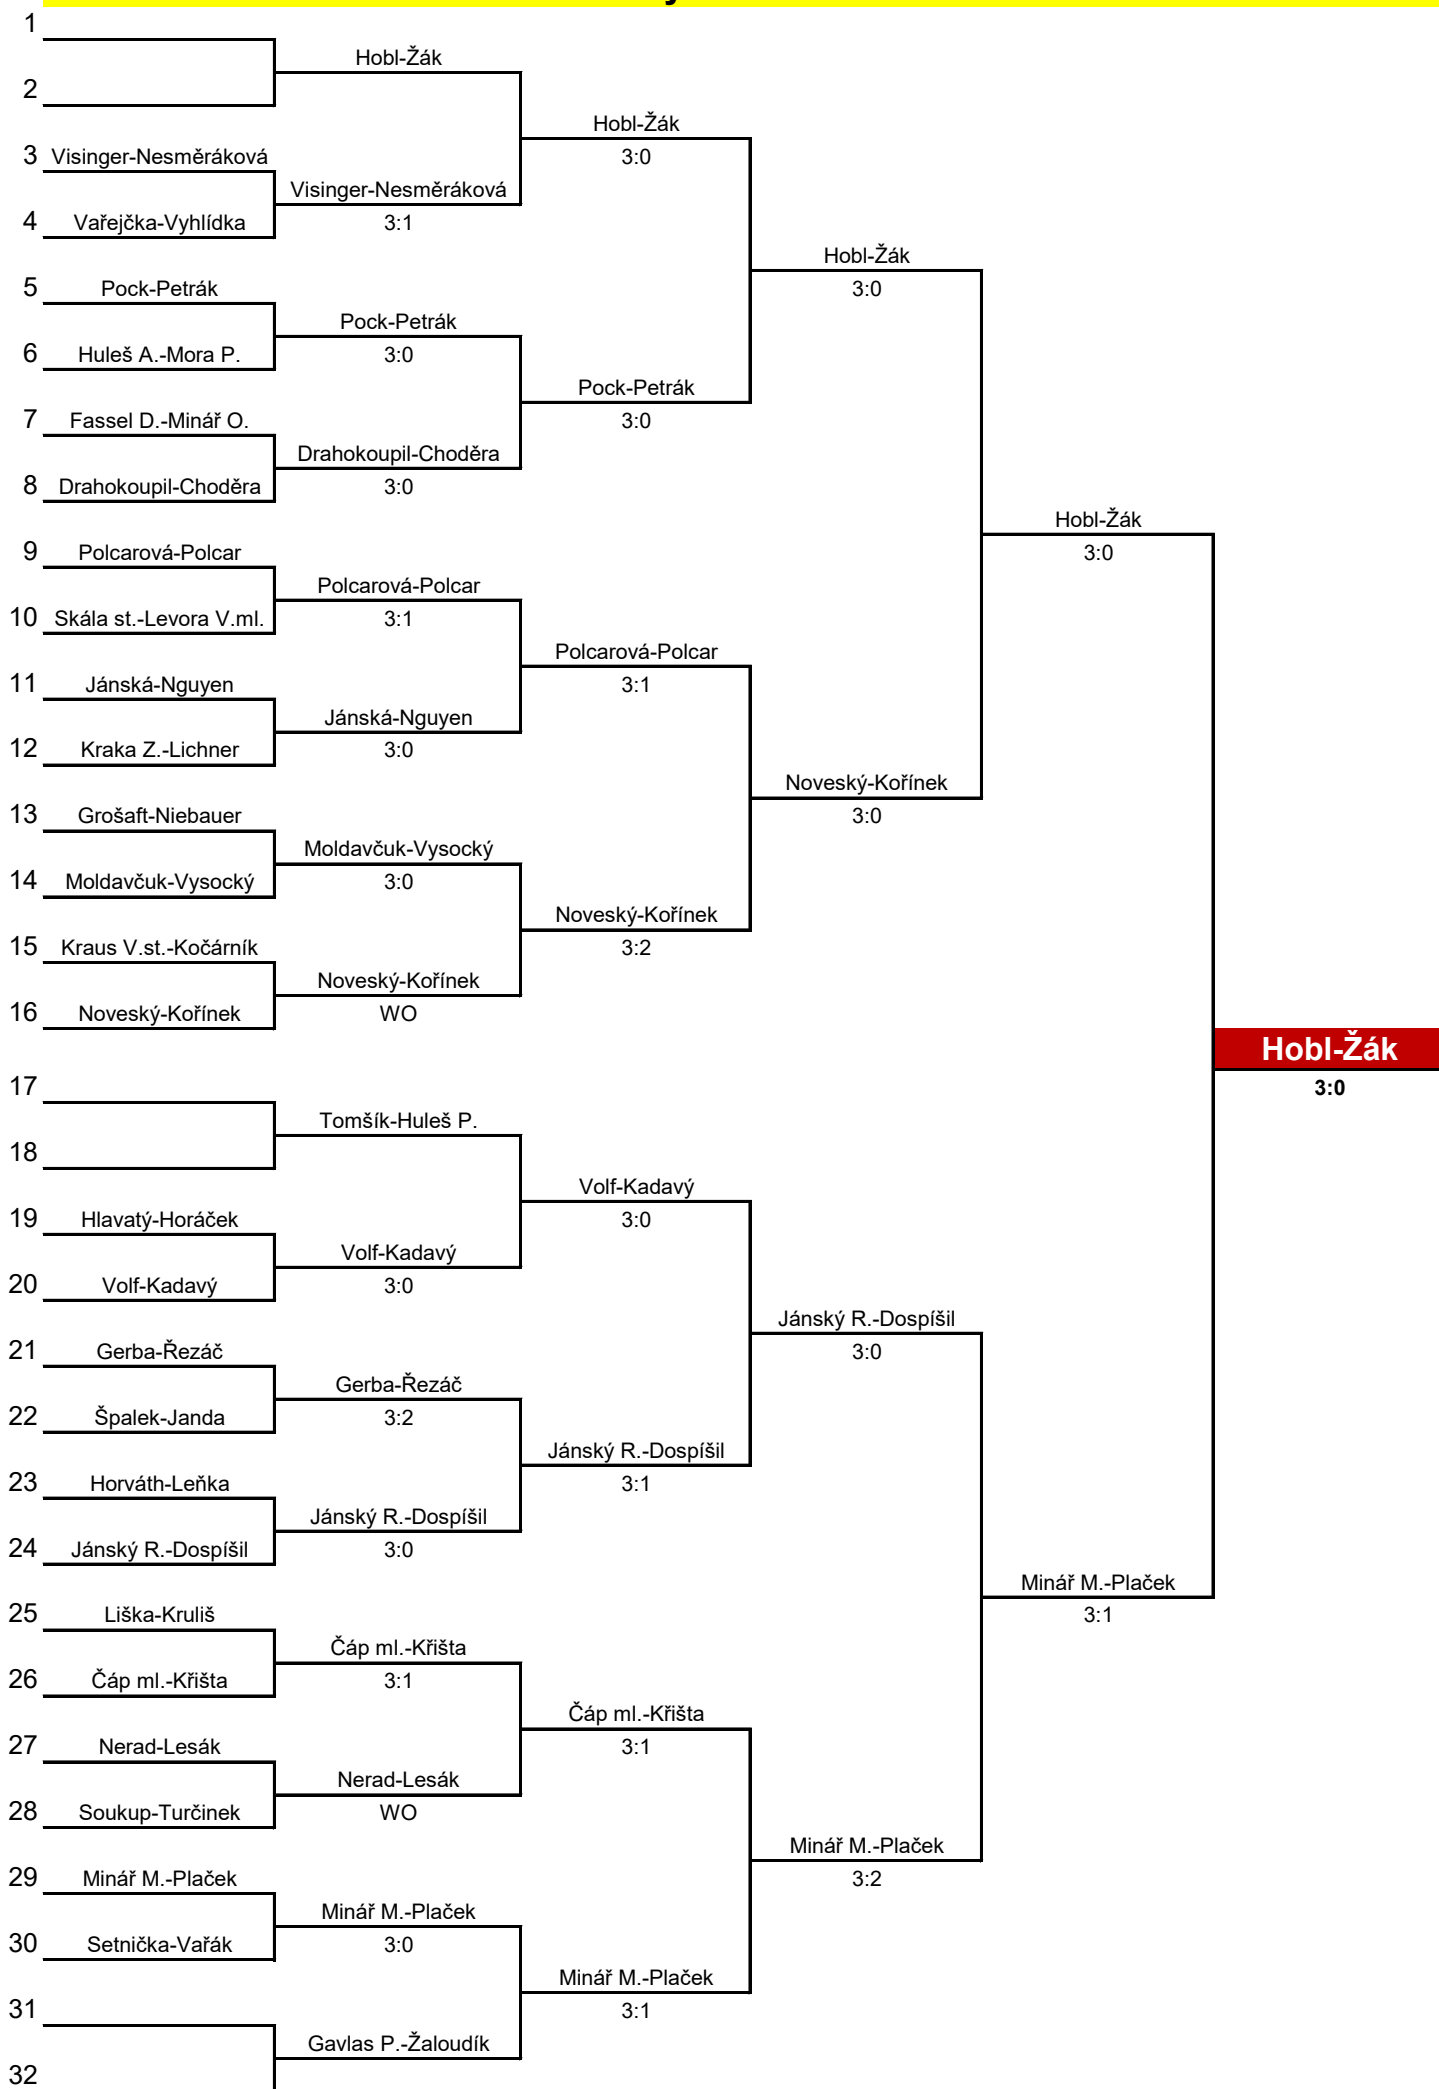 1
Hobl-Žák
2
Hobl-Žák
3 Visinger-Nesměráková 3:0
Visinger-Nesměráková
4 Vařejčka-Vyhlídka 3:1
Hobl-Žák
5 Pock-Petrák 3:0
Pock-Petrák
6 Huleš A.-Mora P. 3:0
Pock-Petrák
7 Fassel D.-Minář O. 3:0
Drahokoupil-Choděra
8 Drahokoupil-Choděra 3:0
Hobl-Žák
9 Polcarová-Polcar 3:0
Polcarová-Polcar
10 Skála st.-Levora V.ml. 3:1
Polcarová-Polcar
11 Jánská-Nguyen 3:1
Jánská-Nguyen
12 Kraka Z.-Lichner 3:0
Noveský-Kořínek
13 Grošaft-Niebauer 3:0
Moldavčuk-Vysocký
14 Moldavčuk-Vysocký 3:0
Noveský-Kořínek
15 Kraus V.st.-Kočárník 3:2
Noveský-Kořínek
16 Noveský-Kořínek WO
Hobl-Žák
17 3:0
Tomšík-Huleš P.
18
Volf-Kadavý
19 Hlavatý-Horáček 3:0
Volf-Kadavý
20 Volf-Kadavý 3:0
Jánský R.-Dospíšil
21 Gerba-Řezáč 3:0
Gerba-Řezáč
22 Špalek-Janda 3:2
Jánský R.-Dospíšil
23 Horváth-Leňka 3:1
Jánský R.-Dospíšil
24 Jánský R.-Dospíšil 3:0
Minář M.-Plaček
25 Liška-Kruliš 3:1
Čáp ml.-Křišta
26 Čáp ml.-Křišta 3:1
Čáp ml.-Křišta
27 Nerad-Lesák 3:1
Nerad-Lesák
28 Soukup-Turčinek WO
Minář M.-Plaček
29 Minář M.-Plaček 3:2
Minář M.-Plaček
30 Setnička-Vařák 3:0
Minář M.-Plaček
31 3:1
Gavlas P.-Žaloudík
32